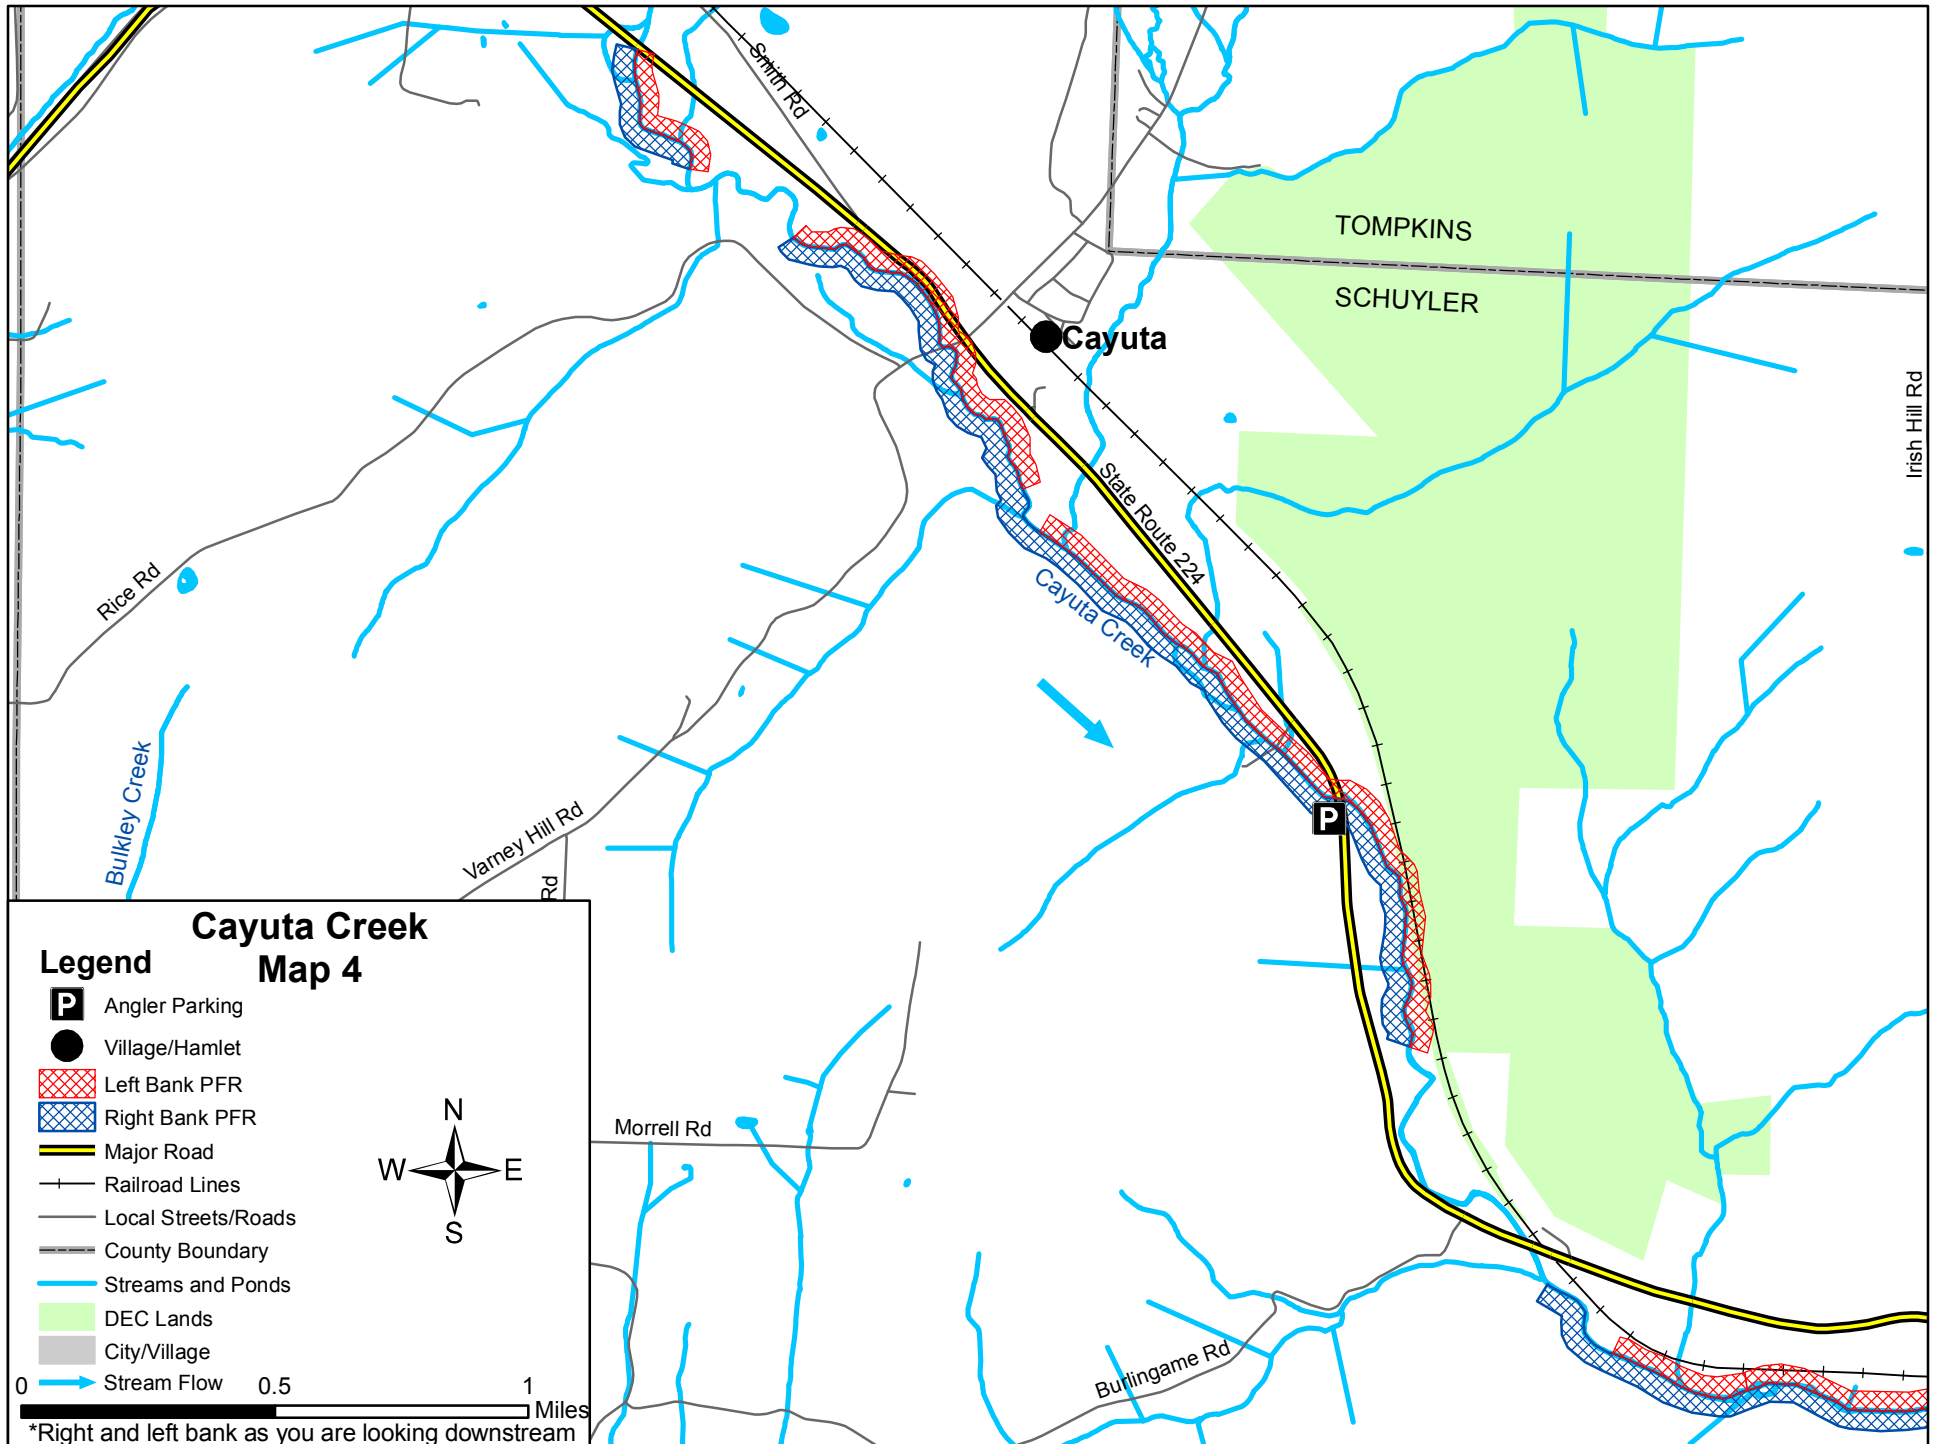 Smith Rd
TOMPKINS
SCHUYLER
Cayuta
Irish Hill Rd
State Route 224
Rice Rd
Cayuta Creek
Bulkley Creek
P
Varney Hill Rd
Rd
Cayuta Creek
Map 4
Legend
P Angler Parking
Village/Hamlet
Left Bank PFR
Right Bank PFR
Major Road
Railroad Lines
Local Streets/Roads
County Boundary
Streams and Ponds
DEC Lands
City/Village
Stream Flow
N
W E
S
0 0.5 1
Miles
*Right and left bank as you are looking downstream
Morrell Rd
Burlingame Rd